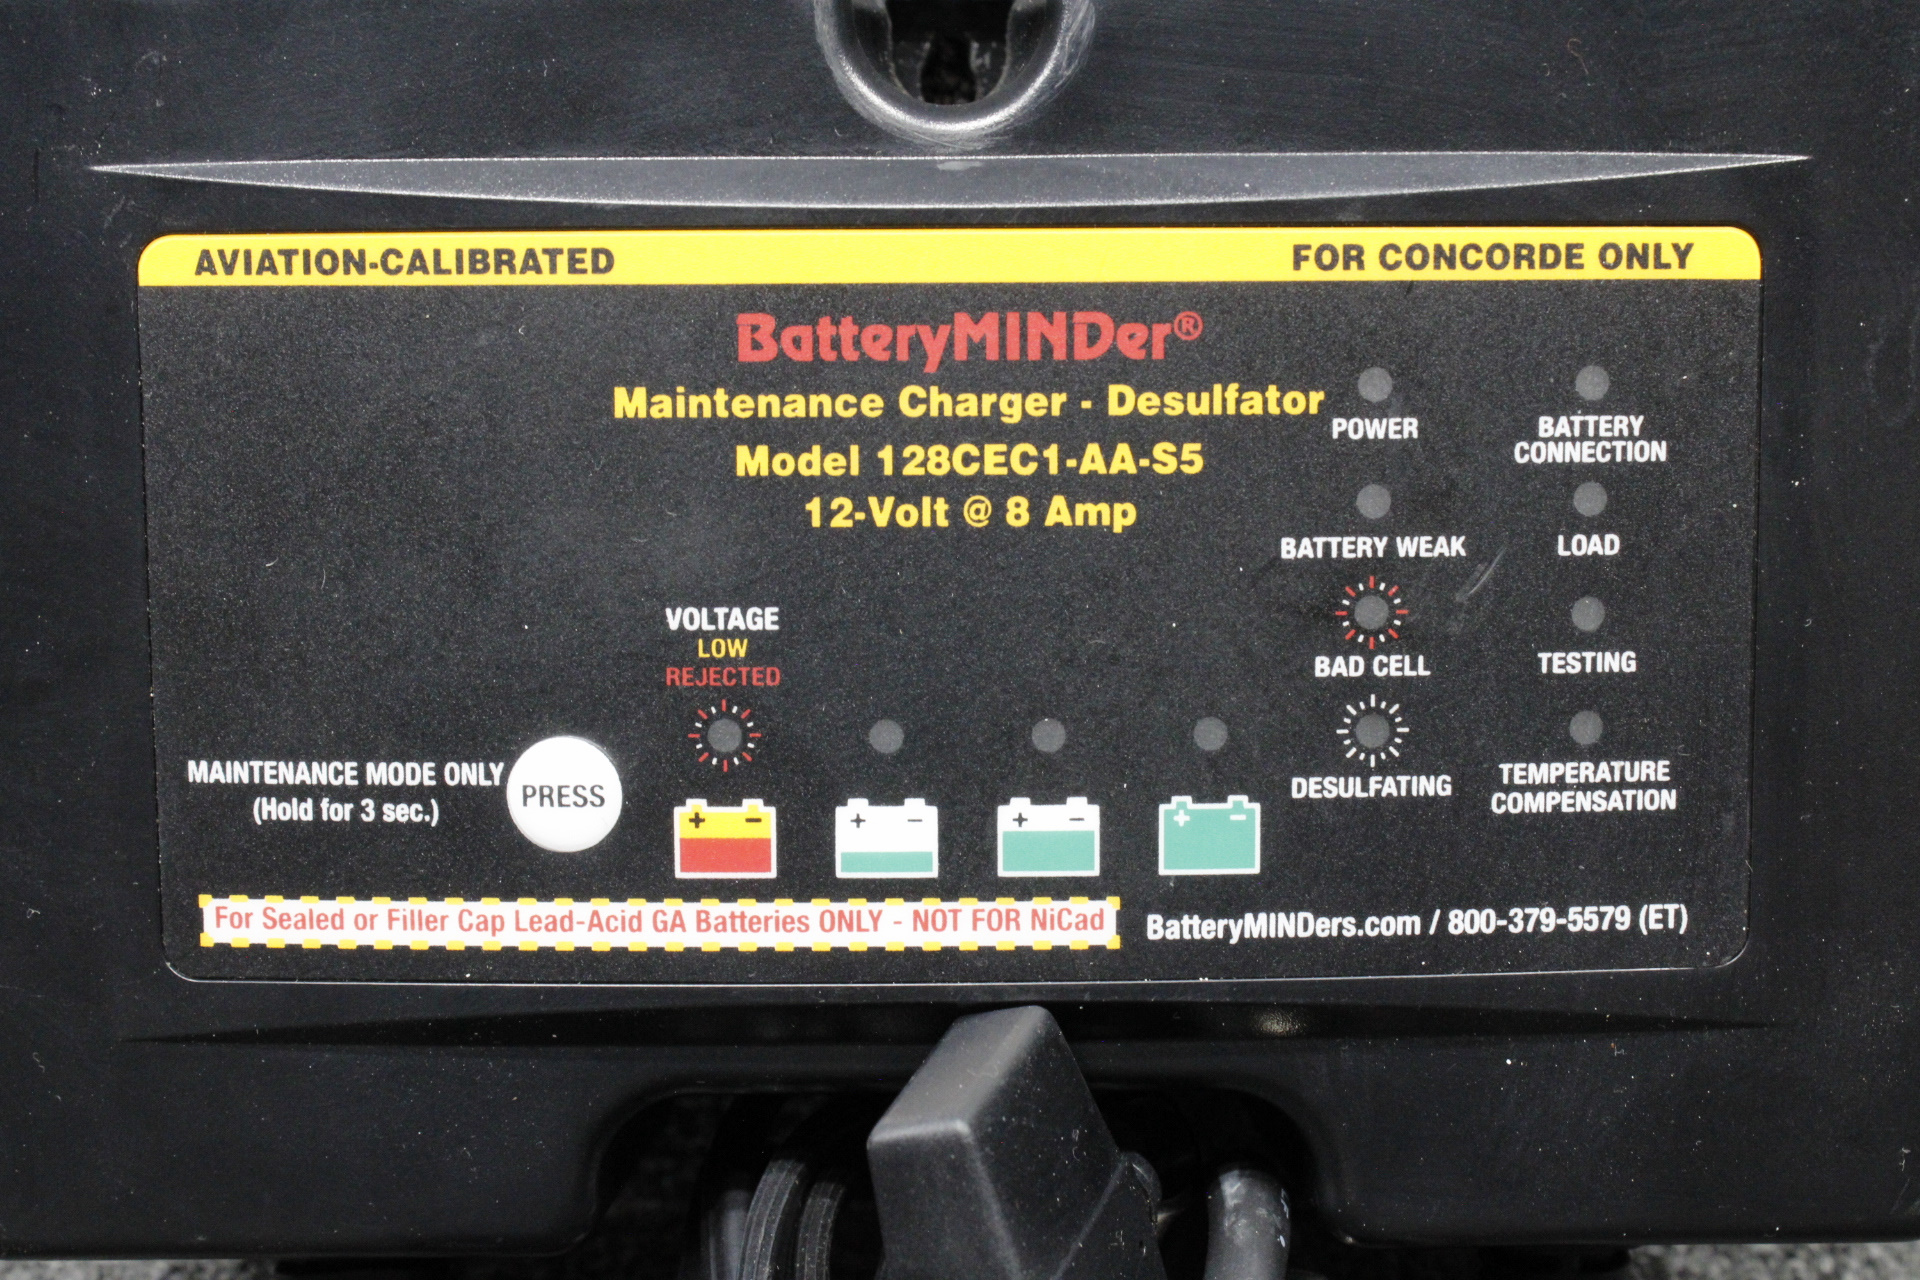 AVIATION-CALIBRATED
FOR CONCORDE ONLY
BatteryMINDer®
Maintenance Charger - Desulfator
Model 128CEC1-AA-S5
12-Volt @ 8 Amp
POWER
BATTERY
CONNECTION
BATTERY WEAK
LOAD
BAD CELL
TESTING
DESULFATING
TEMPERATURE
COMPENSATION
VOLTAGE
LOW
REJECTED
MAINTENANCE MODE ONLY
(Hold for 3 sec.)
PRESS
+ −
+ −
+ −
+ −
For Sealed or Filler Cap Lead-Acid GA Batteries ONLY - NOT FOR NiCad
BatteryMINDers.com / 800-379-5579 (ET)